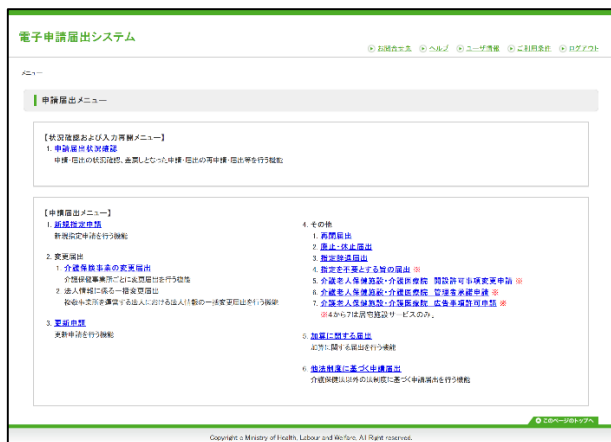 電子申請届出システム
お問合せ先 ヘルプ ユーザ情報 ご利用条件 ログアウト
メニュー
申請届出メニュー
【状況確認および入力再開メニュー】
1. 申請届出状況確認
申請・届出の状況確認、差戻しとなった申請・届出の再申請・届出等を行う機能
【申請届出メニュー】
1. 新規指定申請
新規指定申請を行う機能
2. 変更届出
1. 介護保険事業の変更届出
介護保険事業所ごとに変更届出を行う機能
2. 法人情報に係る一括変更届出
複数事業所を運営する法人における法人情報の一括変更届出を行う機能
3. 更新申請
更新申請を行う機能
4. その他
1. 再開届出
2. 廃止・休止届出
3. 指定辞退届出
4. 指定を不要とする旨の届出 ※
5. 介護老人保健施設・介護医療院 開設許可事項変更申請 ※
6. 介護老人保健施設・介護医療院 管理者承認申請 ※
7. 介護老人保健施設・介護医療院 広告事項許可申請 ※
※4から7は居宅施設サービスのみ。
5. 加算に関する届出
加算に関する届出を行う機能
6. 他法制度に基づく申請届出
介護保険法以外の法制度に基づく申請届出を行う機能
このページのトップへ
Copyright © Ministry of Health, Labour and Welfare, All Right reserved.